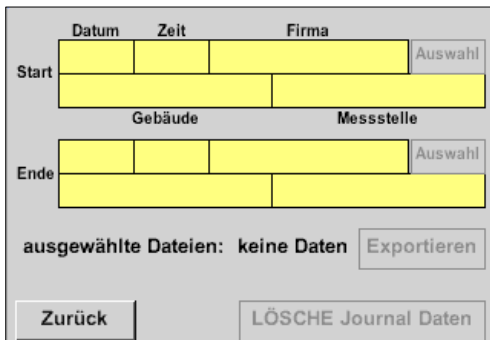 Datum Zeit Firma
Start Auswahl
Gebäude Messstelle
Ende Auswahl
ausgewählte Dateien: keine Daten Exportieren
Zurück LÖSCHE Journal Daten